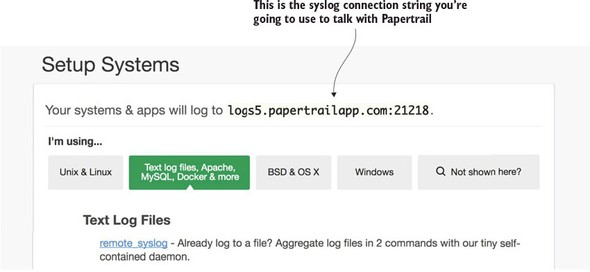 This is the syslog connection string you're
going to use to talk with Papertrail
Setup Systems
Your systems & apps will log to logs5.papertrailapp.com:21218.
I'm using...
Unix & Linux
Text log files, Apache,
MySQL, Docker & more
BSD & OS X
Windows
Not shown here?
Text Log Files
remote_syslog - Already log to a file? Aggregate log files in 2 commands with our tiny self-
contained daemon.